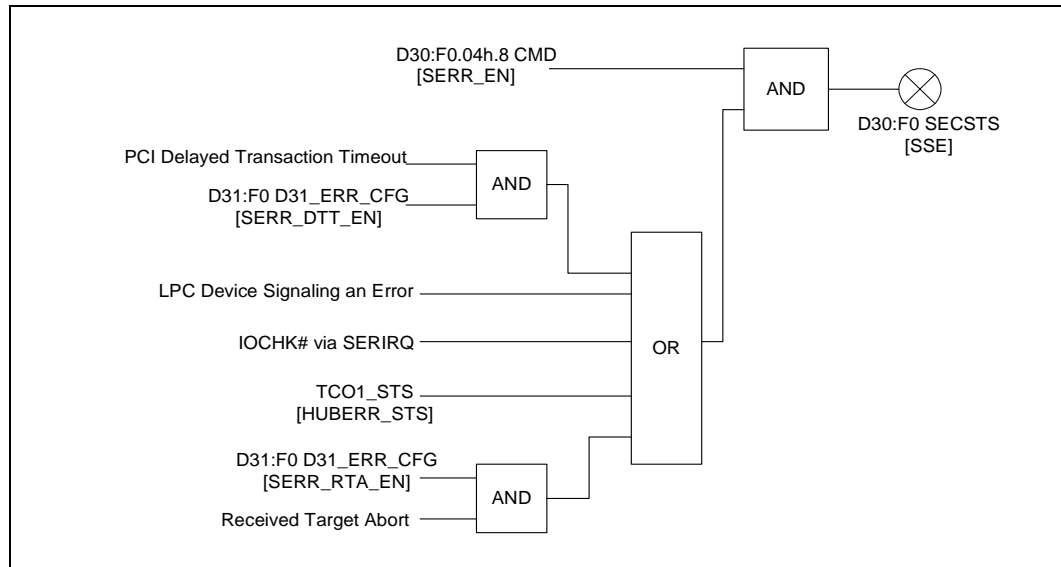 D30:F0.04h.8 CMD
[SERR_EN]
AND
D30:F0 SECSTS
[SSE]
PCI Delayed Transaction Timeout
D31:F0 D31_ERR_CFG
[SERR_DTT_EN]
AND
LPC Device Signaling an Error
IOCHK# via SERIRQ
OR
TCO1_STS
[HUBERR_STS]
D31:F0 D31_ERR_CFG
[SERR_RTA_EN]
AND
Received Target Abort